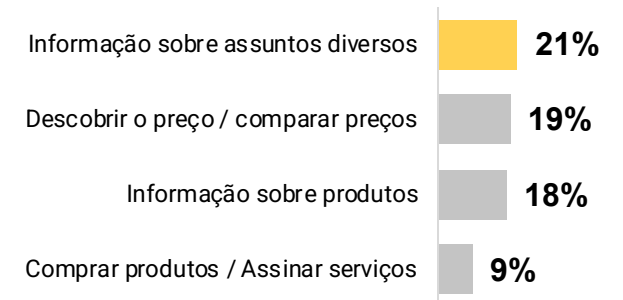 Informação sobre assuntos diversos 21%
Descobrir o preço / comparar preços 19%
Informação sobre produtos 18%
Comprar produtos / Assinar serviços 9%